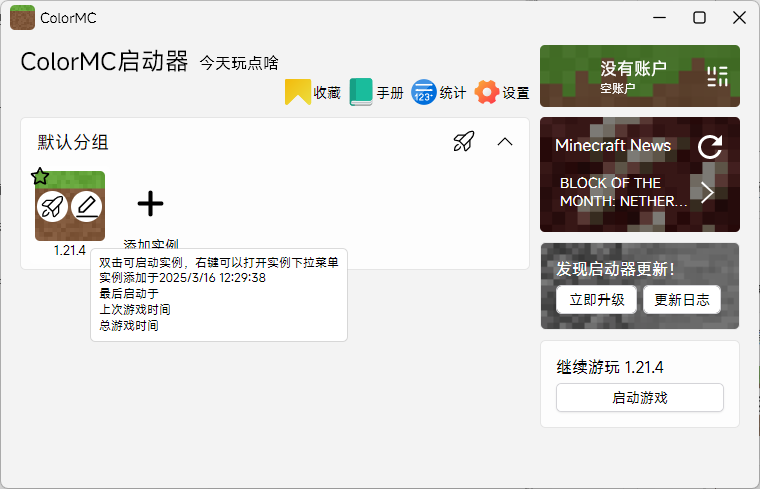 ColorMC
ColorMC启动器 今天玩点啥
收藏 手册 123+ 统计 设置
默认分组
1.21.4
添加实例
双击可启动实例，右键可以打开实例下拉菜单
实例添加于2025/3/16 12:29:38
最后启动于
上次游戏时间
总游戏时间
没有账户
空账户
Minecraft News
BLOCK OF THE
MONTH: NETHER...
发现启动器更新！
立即升级 更新日志
继续游玩 1.21.4
启动游戏